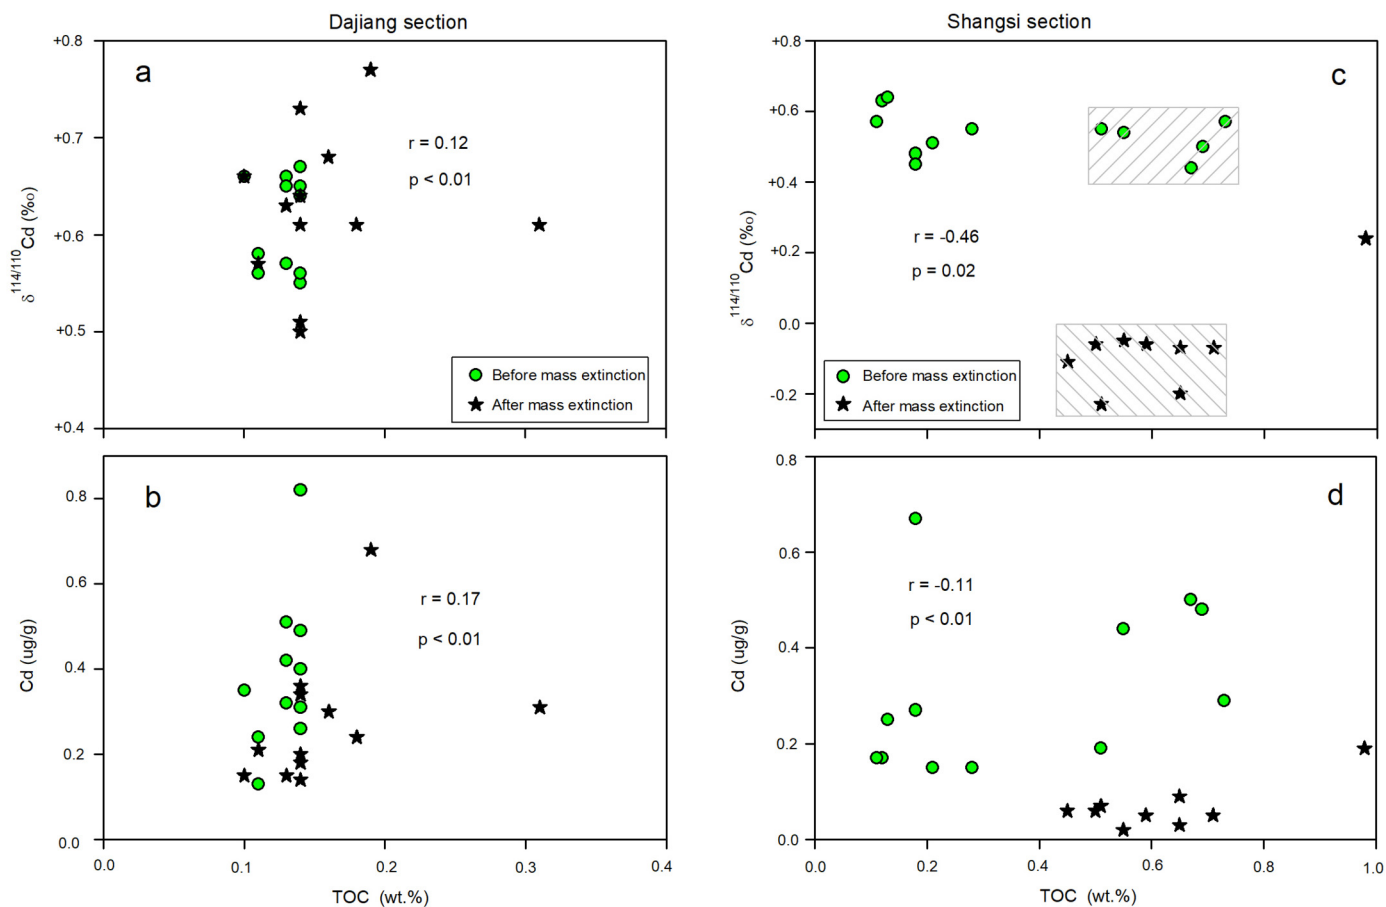 Dajiang section
Shangsi section
+0.8
+0.7
+0.6
+0.5
+0.4
δ114/110Cd (‰)
a
r = 0.12
p < 0.01
Before mass extinction
After mass extinction
+0.8
+0.6
+0.4
+0.2
0.0
-0.2
δ114/110Cd (‰)
c
r = -0.46
p = 0.02
Before mass extinction
After mass extinction
0.8
0.6
0.4
0.2
0.0
Cd (ug/g)
b
r = 0.17
p < 0.01
0.0
0.1
0.2
0.3
0.4
TOC (wt.%)
0.8
0.6
0.4
0.2
0.0
Cd (ug/g)
d
r = -0.11
p < 0.01
0.0
0.2
0.4
0.6
0.8
1.0
TOC (wt.%)